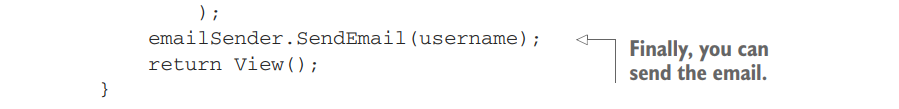 );
emailSender.SendEmail(username);
return View();
}
Finally, you can
send the email.